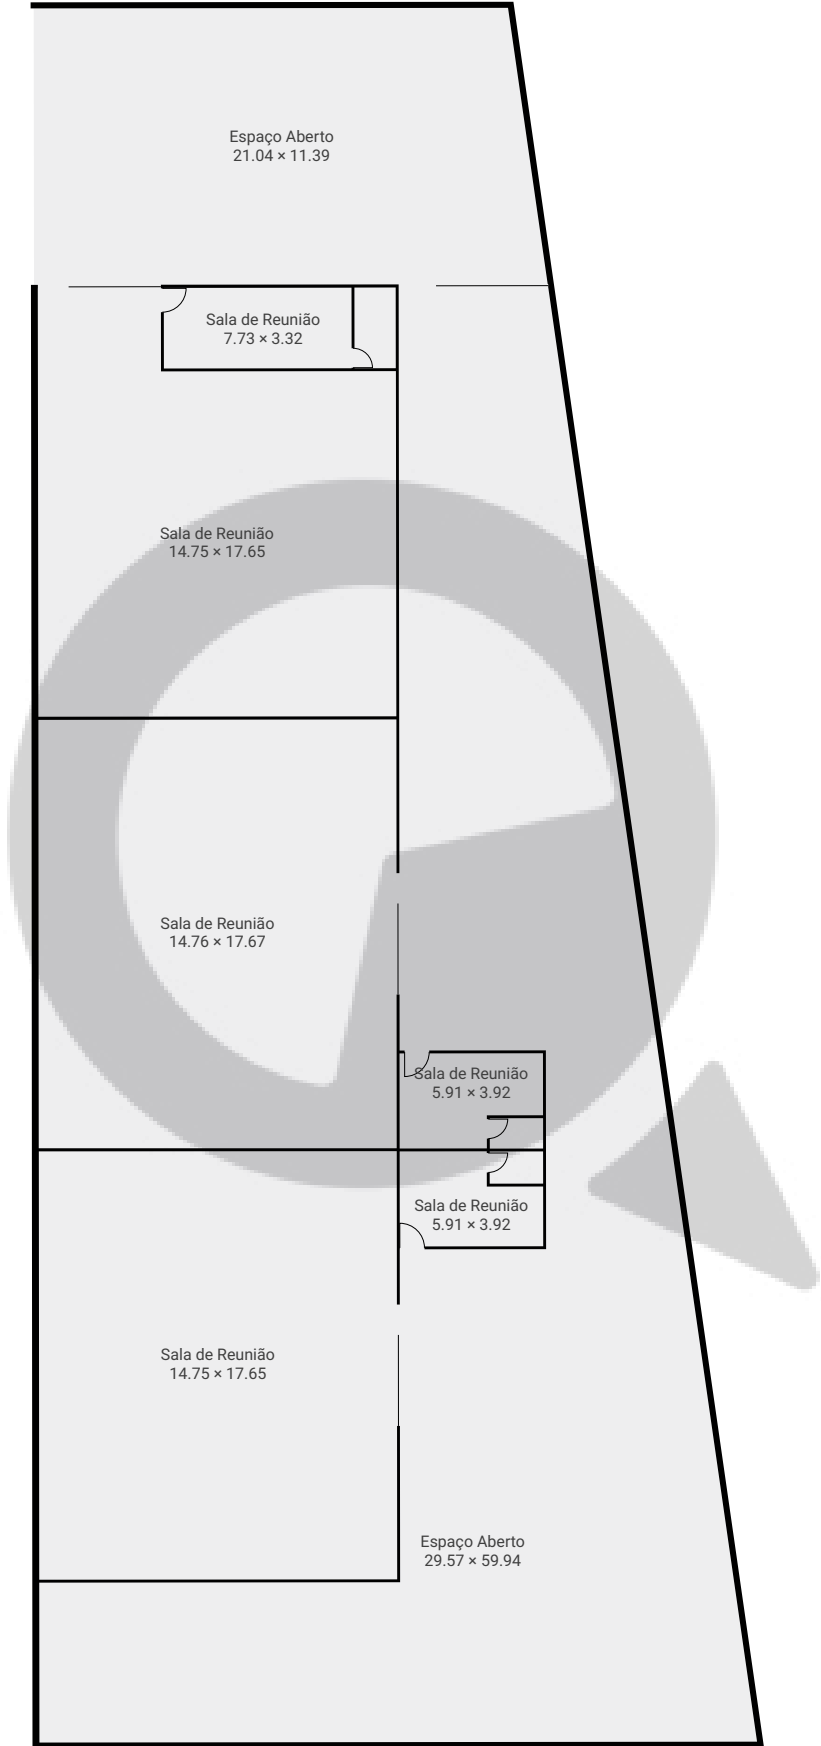 Espaço Aberto
21.04 × 11.39
Sala de Reunião
7.73 × 3.32
Sala de Reunião
14.75 × 17.65
Sala de Reunião
14.76 × 17.67
Sala de Reunião
5.91 × 3.92
Sala de Reunião
5.91 × 3.92
Sala de Reunião
14.75 × 17.65
Espaço Aberto
29.57 × 59.94